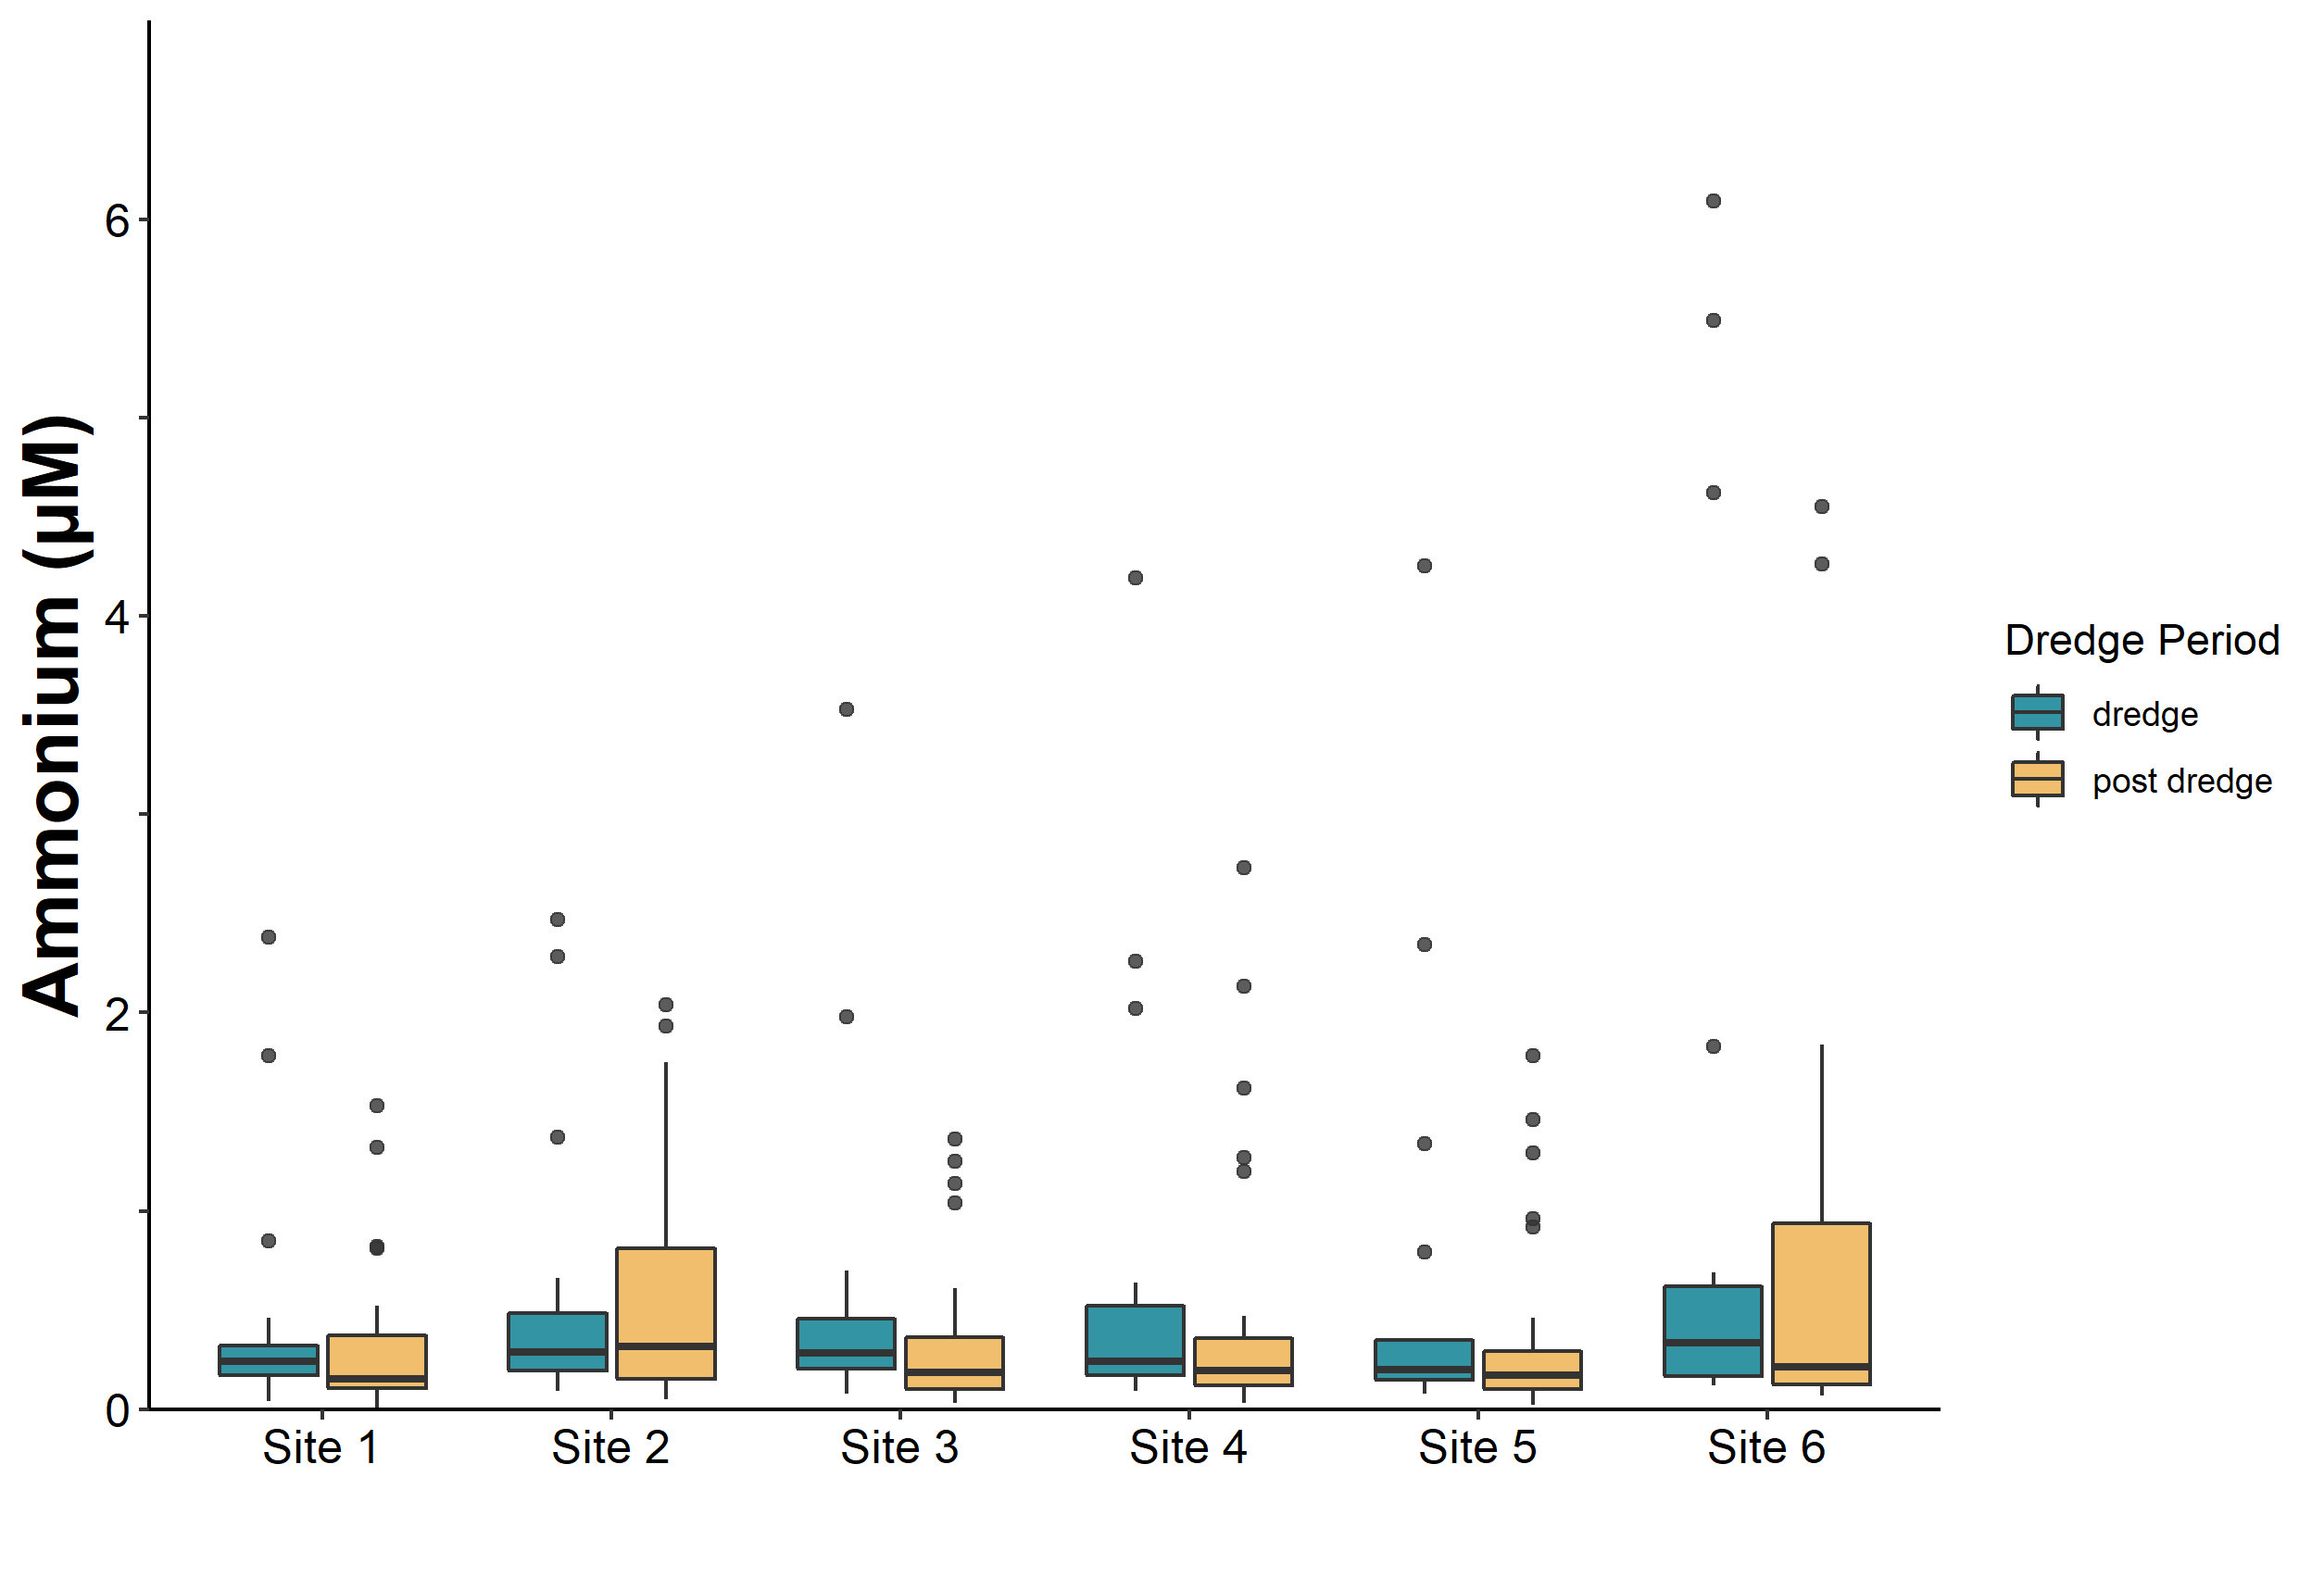 Ammonium (µM)
6
4
2
0
Site 1
Site 2
Site 3
Site 4
Site 5
Site 6
Dredge Period
dredge
post dredge